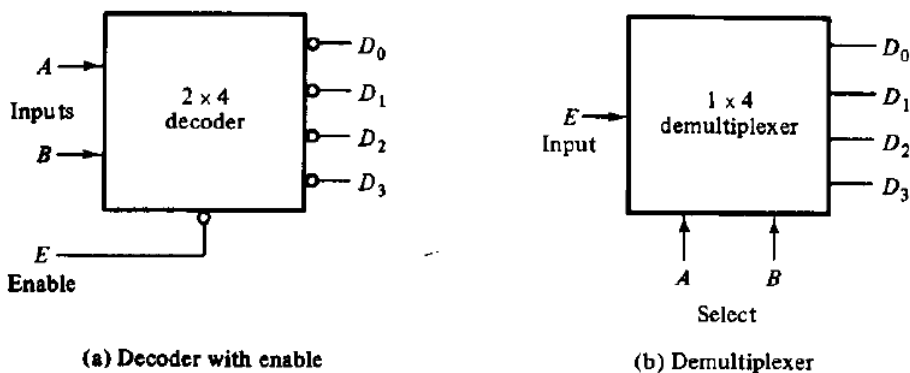 A
Inputs
B
2 × 4
decoder
D0
D1
D2
D3
E
Enable
(a) Decoder with enable
E
Input
1 × 4
demultiplexer
D0
D1
D2
D3
A
B
Select
(b) Demultiplexer